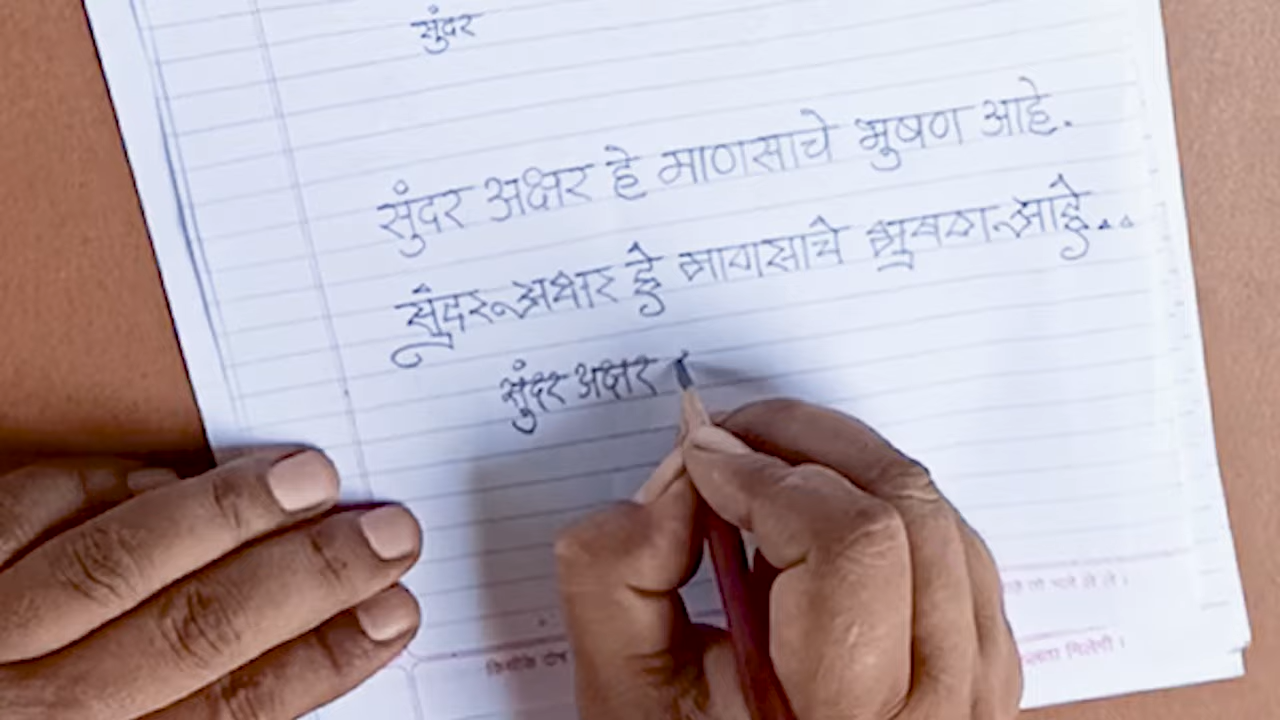 सुंदर
सुंदर अक्षर हे माणसाचे भुषण आहे.
सुंदर अक्षर हे माणसाचे भुषण आहे..
सुंदर अक्षर